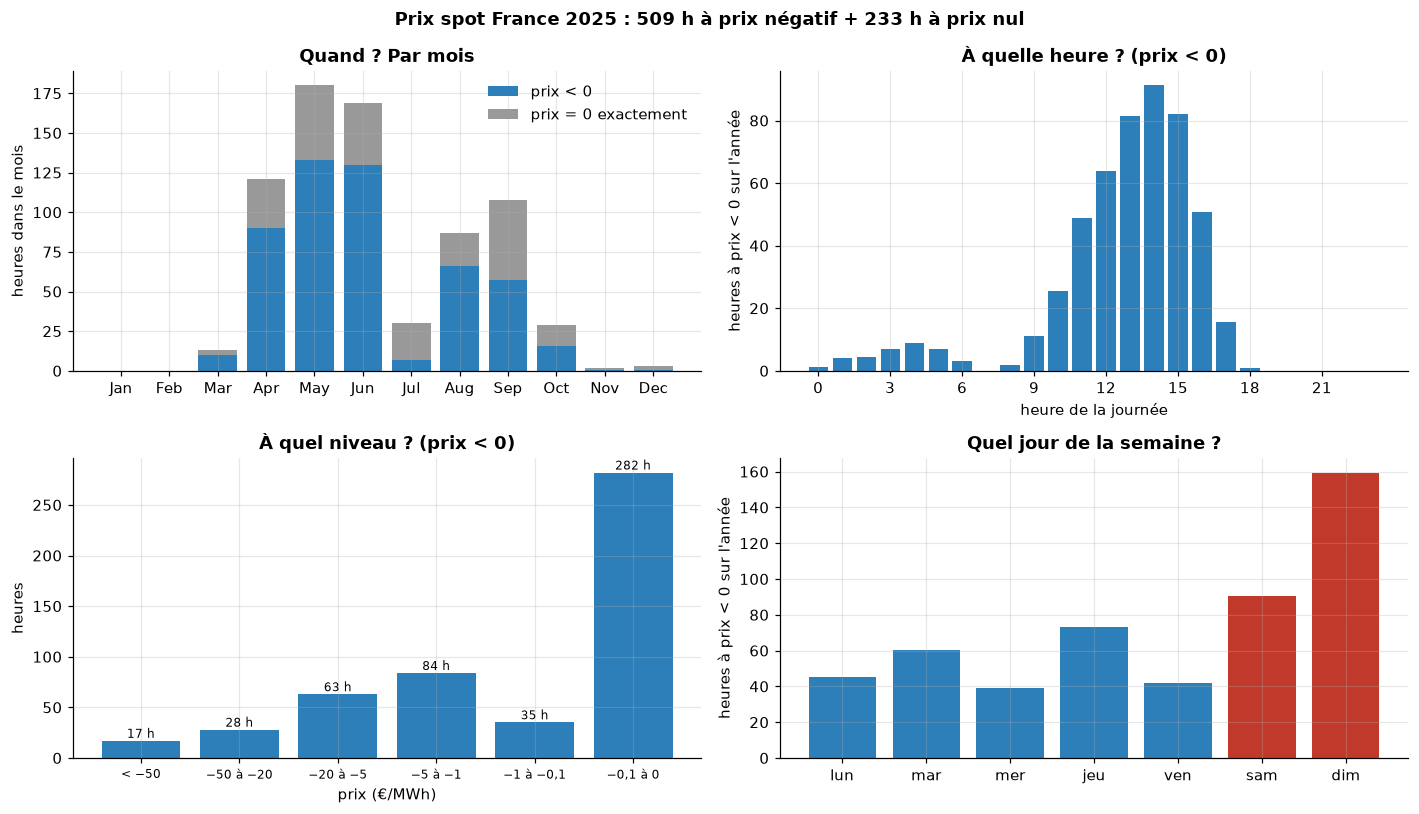 Prix spot France 2025 : 509 h à prix négatif + 233 h à prix nul
Quand ? Par mois
heures dans le mois
175
150
125
100
75
50
25
0
prix < 0
prix = 0 exactement
Jan Feb Mar Apr May Jun Jul Aug Sep Oct Nov Dec
À quelle heure ? (prix < 0)
heures à prix < 0 sur l'année
80
60
40
20
0
0 3 6 9 12 15 18 21
heure de la journée
À quel niveau ? (prix < 0)
heures
250
200
150
100
50
0
17 h
28 h
63 h
84 h
35 h
282 h
< −50 −50 à −20 −20 à −5 −5 à −1 −1 à −0,1 −0,1 à 0
prix (€/MWh)
Quel jour de la semaine ?
heures à prix < 0 sur l'année
160
140
120
100
80
60
40
20
0
lun mar mer jeu ven sam dim